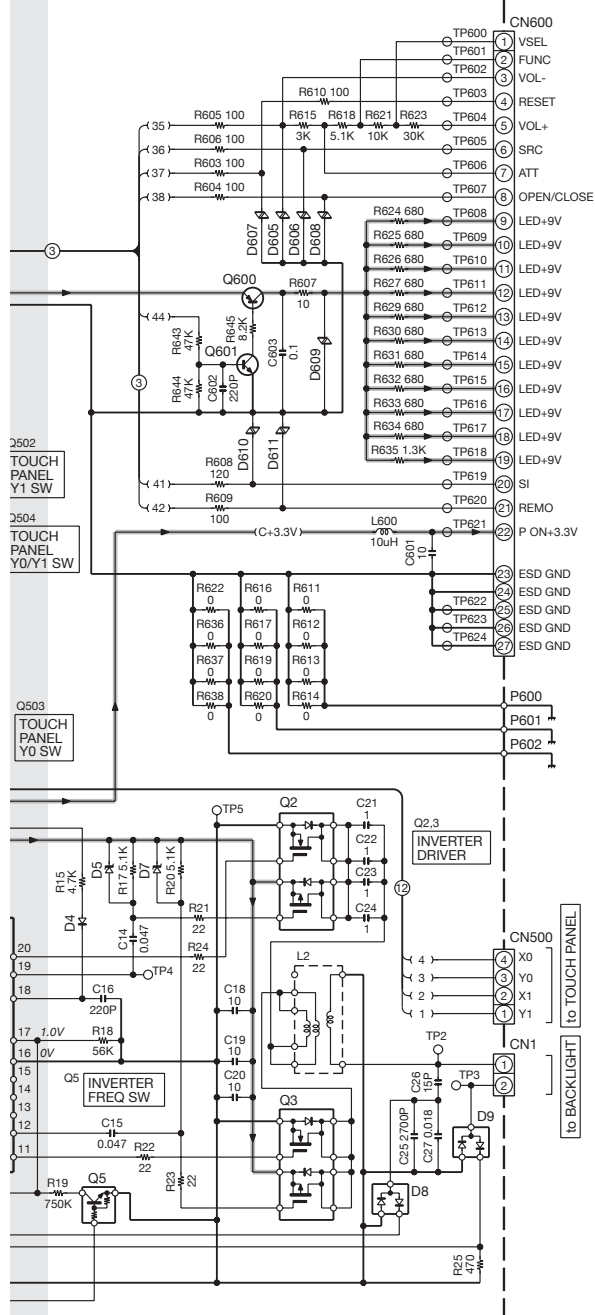 CN600
TP600 1 VSEL
TP601 2 FUNC
TP602 3 VOL-
R610 100 TP603 4 RESET
35 R605 100 R615 3K R618 5.1K R621 10K R623 30K TP604 5 VOL+
36 R606 100 TP605 6 SRC
37 R603 100 TP606 7 ATT
38 R604 100 TP607 8 OPEN/CLOSE
D607 D605 D606 D608
R624 680 TP608 9 LED+9V
R625 680 TP609 10 LED+9V
3
R626 680 TP610 11 LED+9V
Q600 R607 10 R627 680 TP611 12 LED+9V
44 R629 680 TP612 13 LED+9V
R643 47K R645 8.2K
R630 680 TP613 14 LED+9V
Q601 C603 0.1 D609
R631 680 TP614 15 LED+9V
3 R644 47K C602 220P
R632 680 TP615 16 LED+9V
R633 680 TP616 17 LED+9V
R634 680 TP617 18 LED+9V
D610 D611
R635 1.3K TP618 19 LED+9V
Q502
TOUCH
PANEL
Y1 SW
41 R608 120 TP619 20 SI
42 R609 100 TP620 21 REMO
Q504
TOUCH
PANEL
Y0/Y1 SW
(C+3.3V) L600 10uH TP621 22 P ON+3.3V
C601 10
23 ESD GND
24 ESD GND
TP622 25 ESD GND
TP623 26 ESD GND
TP624 27 ESD GND
R622 0 R616 0 R611 0
R636 0 R617 0 R612 0
R637 0 R619 0 R613 0
R638 0 R620 0 R614 0
P600
P601
P602
Q503
TOUCH
PANEL
Y0 SW
TP5 Q2 C21 1
C22 1
C23 1
C24 1
Q2,3
INVERTER
DRIVER
12
R15 4.7K D5 R17 5.1K D7 R20 5.1K
D4 C14 0.047 R21 22
R24 22
20
19 TP4
18 C16 220P
17 1.0V R18 56K
16 0V
15
14
13
12 C15 0.047
11 R22 22
Q5
INVERTER
FREQ SW
C18 10
C19 10
C20 10
L2
CN500
4 4 X0
3 3 Y0
2 2 X1
1 1 Y1
to TOUCH PANEL
CN1
TP2 1
TP3 2
to BACKLIGHT
C26 15P
C25 2700P C27 0.018
D9
Q3
R19 750K Q5 R23 22
D8
R25 470